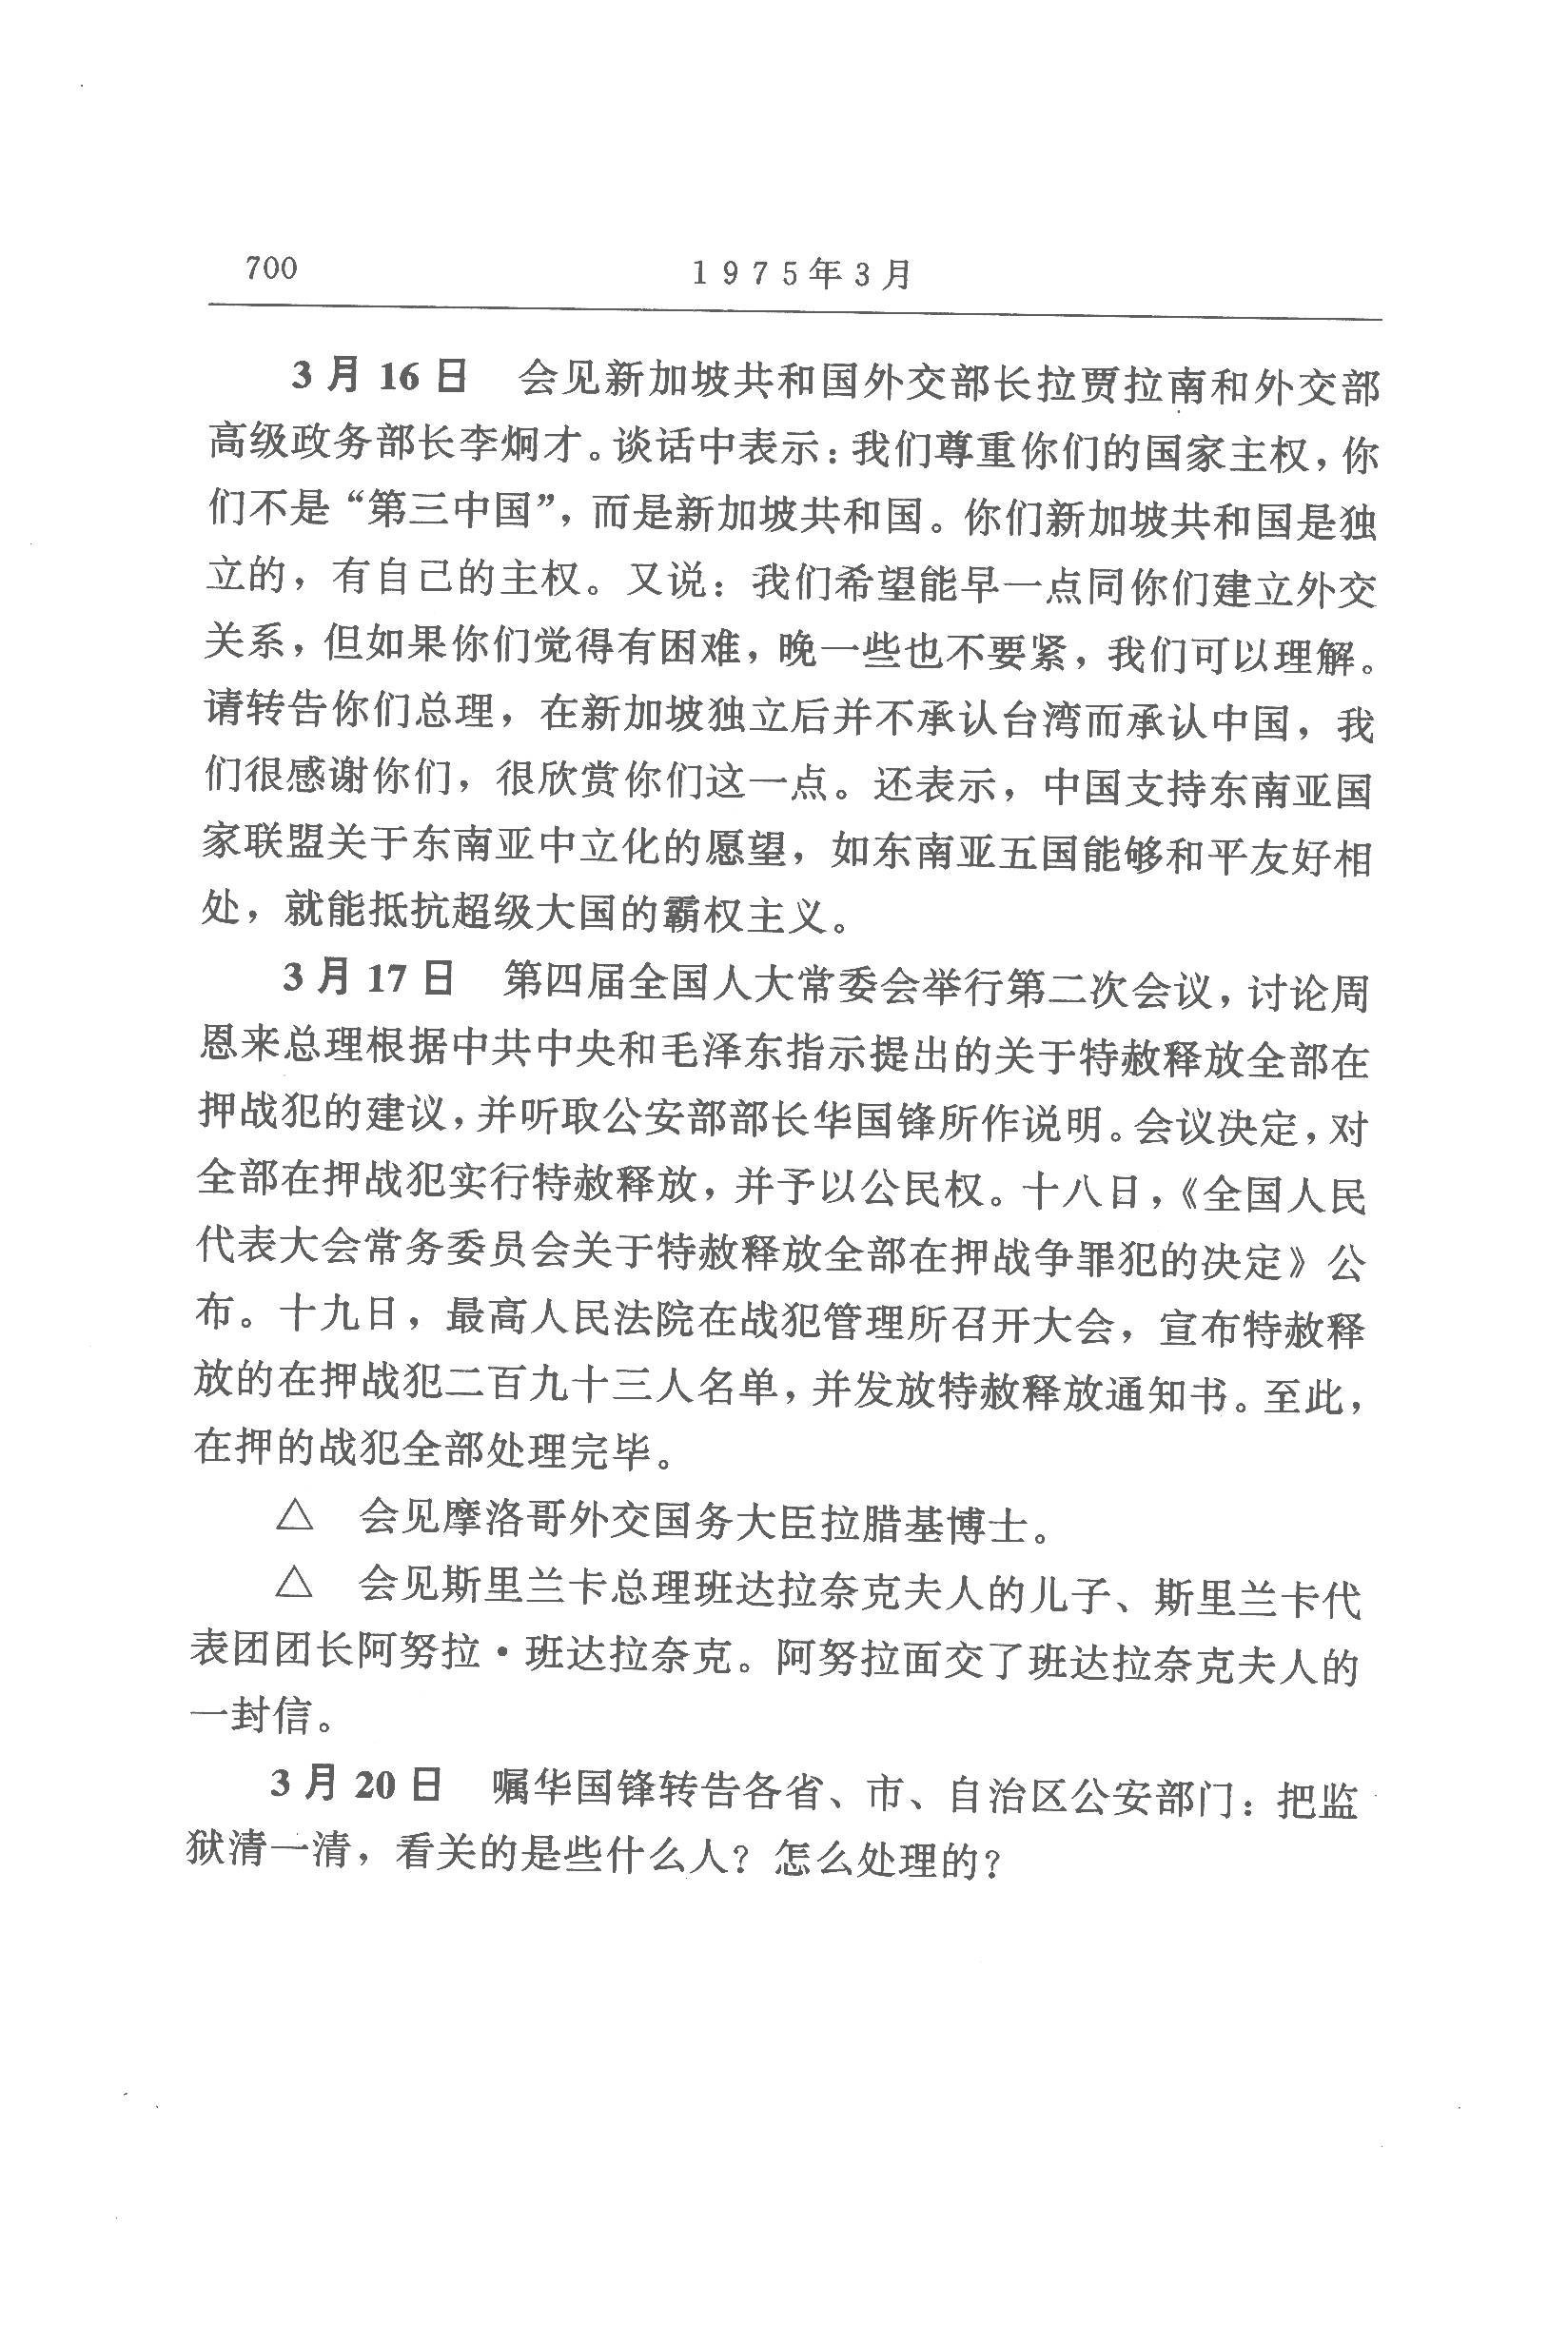 700
1975年3月
3月16日 会见新加坡共和国外交部长拉贾拉南和外交部
高级政务部长李炯才。谈话中表示:我们尊重你们的国家主权,你
们不是“第三中国”,而是新加坡共和国。你们新加坡共和国是独
立的,有自己的主权。又说:我们希望能早一点同你们建立外交
关系,但如果你们觉得有困难,晚一些也不要紧,我们可以理解。
请转告你们总理,在新加坡独立后并不承认台湾而承认中国,我
们很感谢你们,很欣赏你们这一点。还表示,中国支持东南亚国
家联盟关于东南亚中立化的愿望,如东南亚五国能够和平友好相
处,就能抵抗超级大国的霸权主义。
3月17日 第四届全国人大常委会举行第二次会议,讨论周
恩来总理根据中共中央和毛泽东指示提出的关于特赦释放全部在
押战犯的建议,并听取公安部部长华国锋所作说明。会议决定,对
全部在押战犯实行特赦释放,并予以公民权。十八日,《全国人民
代表大会常务委员会关于特赦释放全部在押战争罪犯的决定》公
布。十九日,最高人民法院在战犯管理所召开大会,宣布特赦释
放的在押战犯二百九十三人名单,并发放特赦释放通知书。至此,
在押的战犯全部处理完毕。
△ 会见摩洛哥外交国务大臣拉腊基博士。
△ 会见斯里兰卡总理班达拉奈克夫人的儿子、斯里兰卡代
表团团长阿努拉·班达拉奈克。阿努拉面交了班达拉奈克夫人的
一封信。
3月20日 嘱华国锋转告各省、市、自治区公安部门:把监
狱清一清,看关的是些什么人?怎么处理的?